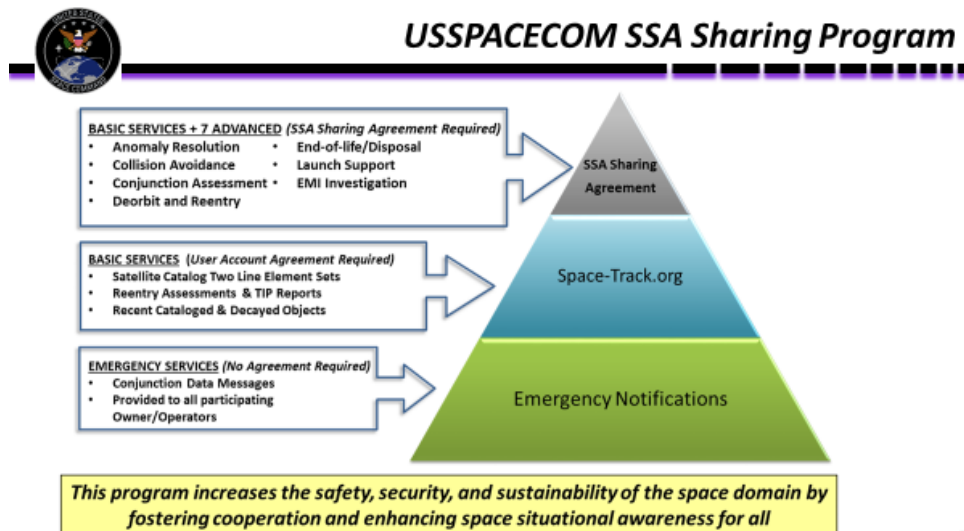 UNITED STATES
SPACE COMMAND
USSPACECOM SSA Sharing Program
BASIC SERVICES + 7 ADVANCED (SSA Sharing Agreement Required)
• Anomaly Resolution
• Collision Avoidance
• Conjunction Assessment
• Deorbit and Reentry
• End-of-life/Disposal
• Launch Support
• EMI Investigation
SSA Sharing
Agreement
BASIC SERVICES (User Account Agreement Required)
• Satellite Catalog Two Line Element Sets
• Reentry Assessments & TIP Reports
• Recent Cataloged & Decayed Objects
Space-Track.org
EMERGENCY SERVICES (No Agreement Required)
• Conjunction Data Messages
• Provided to all participating
Owner/Operators
Emergency Notifications
This program increases the safety, security, and sustainability of the space domain by
fostering cooperation and enhancing space situational awareness for all